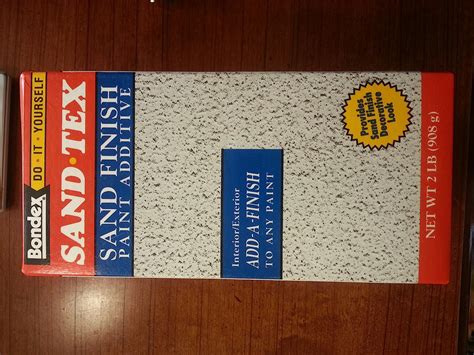 Bondex
DO · IT · YOURSELF
SAND·TEX
SAND FINISH
PAINT ADDITIVE
Interior/Exterior
ADD-A-FINISH
TO ANY PAINT
Provides
Sand Finish
Decorative
Look
NET WT 2 LB (908 g)